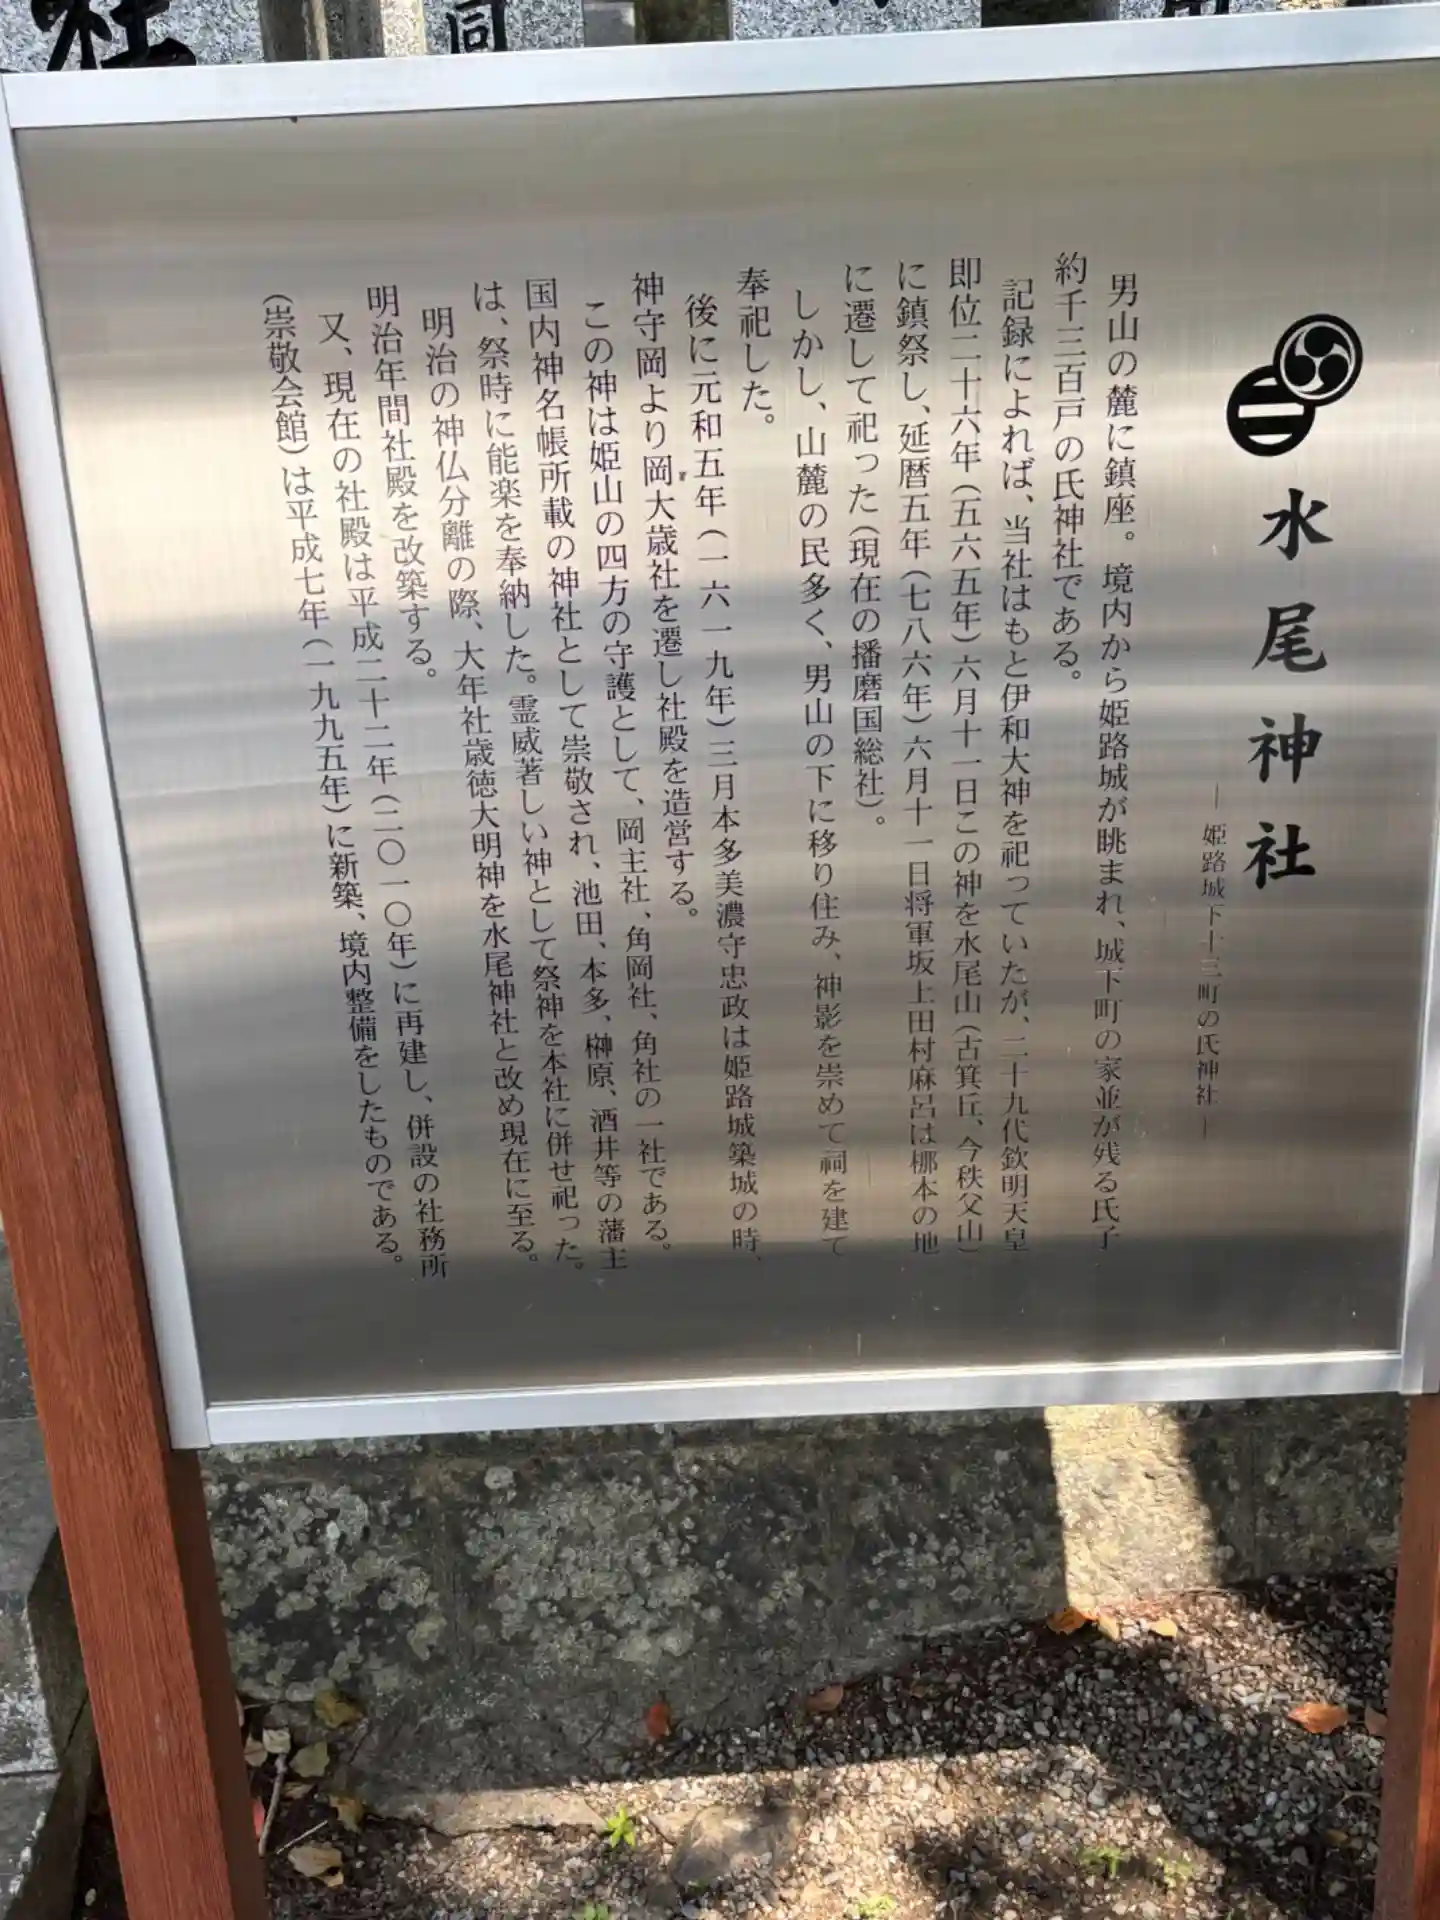 社
同
水尾神社
―姫路城下十三町の氏神社―
男山の麓に鎮座。境内から姫路城が眺まれ、城下町の家並が残る氏子
約千三百戸の氏神社である。
記録によれば、当社はもと伊和大神を祀っていたが、二十九代欽明天皇
即位二十六年（五六五年）六月十一日この神を水尾山（古箕丘、今秩父山）
に鎮祭し、延暦五年（七八六年）六月十一日将軍坂上田村麻呂は梛本の地
に遷して祀った（現在の播磨国総社）。
しかし、山麓の民多く、男山の下に移り住み、神影を崇めて祠を建て
奉祀した。
後に元和五年（一六一九年）三月本多美濃守忠政は姫路城築城の時、
神守岡より岡大歳社を遷し社殿を造営する。
この神は姫山の四方の守護として、岡主社、角岡社、角社の一社である。
国内神名帳所載の神社として崇敬され、池田、本多、榊原、酒井等の藩主
は、祭時に能楽を奉納した。霊威著しい神として祭神を本社に併せ祀った。
明治の神仏分離の際、大年社歳徳大明神を水尾神社と改め現在に至る。
明治年間社殿を改築する。
又、現在の社殿は平成二十二年（二〇一〇年）に再建し、併設の社務所
（崇敬会館）は平成七年（一九九五年）に新築、境内整備をしたものである。